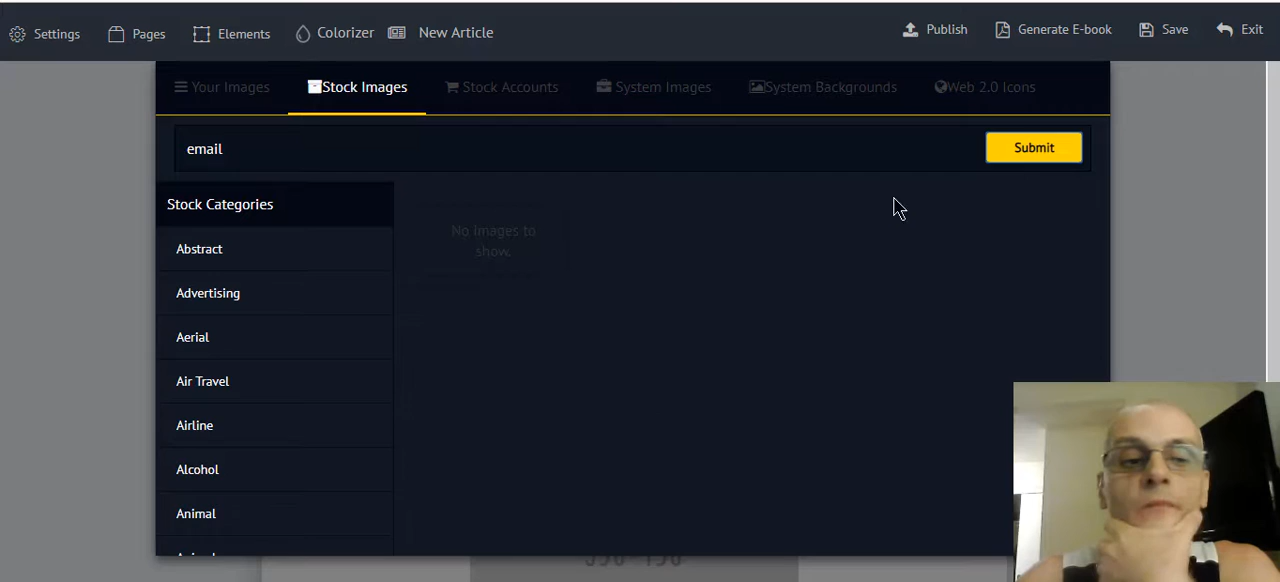 Settings
Pages
Elements
Colorizer
New Article
Publish
Generate E-book
Save
Exit
Your Images
Stock Images
Stock Accounts
System Images
System Backgrounds
Web 2.0 Icons
email
Submit
Stock Categories
No Images to
show.
Abstract
Advertising
Aerial
Air Travel
Airline
Alcohol
Animal